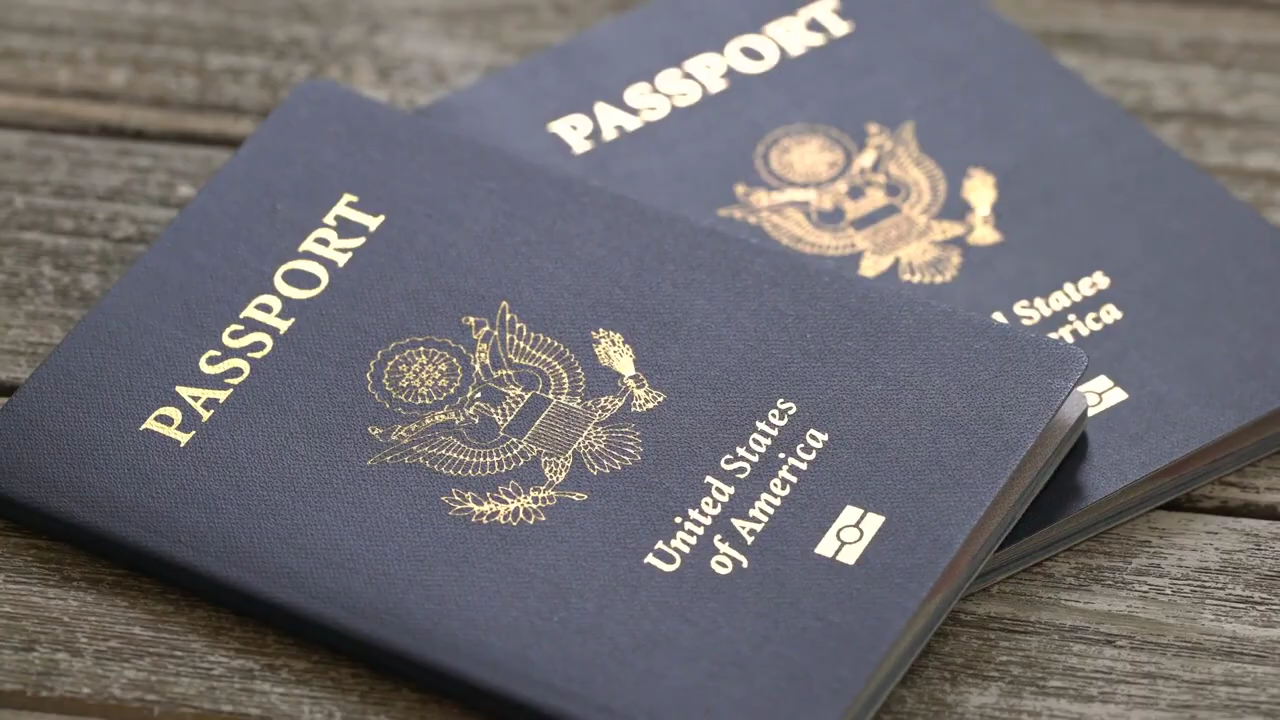 PASSPORT
United States
of America
PASSPORT
States